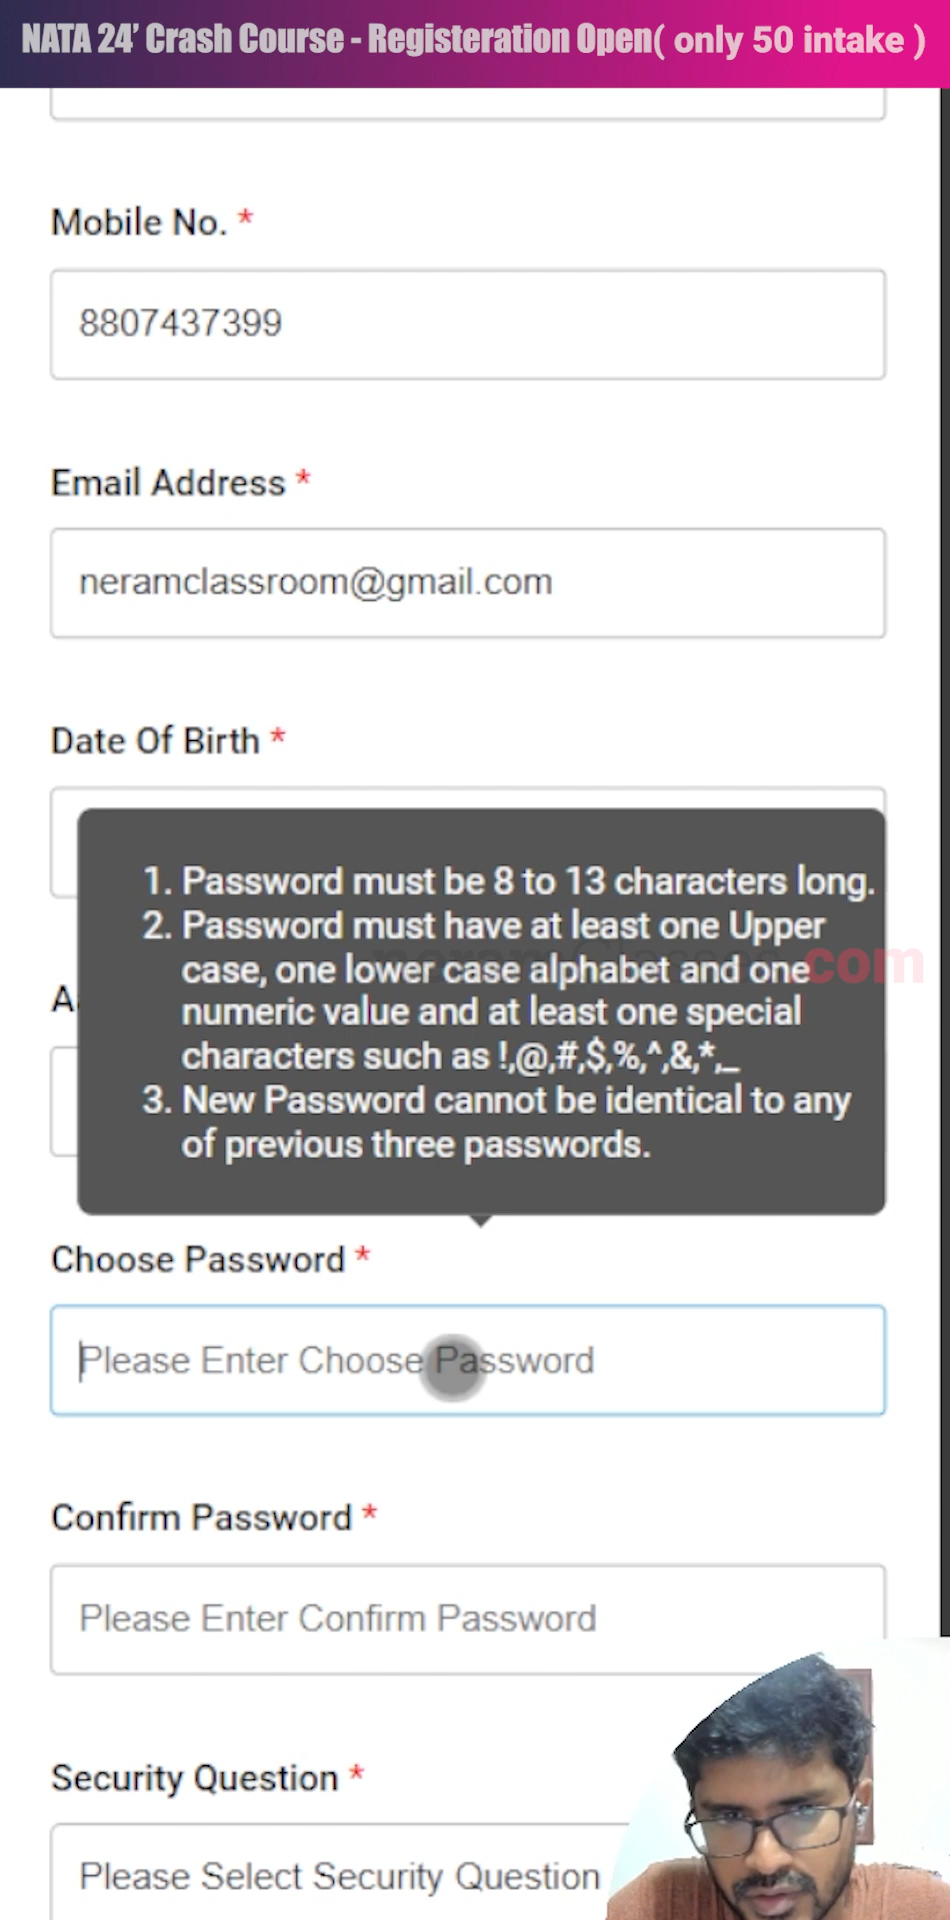 NATA 24’ Crash Course - Registeration Open( only 50 intake )
Mobile No. *
8807437399
Email Address *
neramclassroom@gmail.com
Date Of Birth *
1. Password must be 8 to 13 characters long.
2. Password must have at least one Upper
case, one lower case alphabet and one
numeric value and at least one special
characters such as !,@,#,$,%,^,&,*,_
3. New Password cannot be identical to any
of previous three passwords.
.com
Choose Password *
Please Enter Choose Password
Confirm Password *
Please Enter Confirm Password
Security Question *
Please Select Security Question